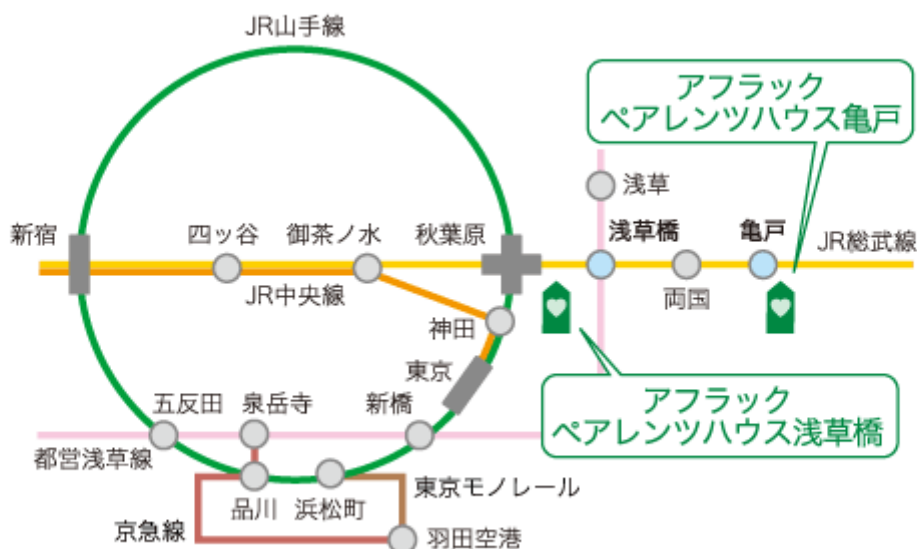 JR山手線
アフラック
ペアレンツハウス亀戸
浅草
新宿
四ッ谷
御茶ノ水
秋葉原
浅草橋
亀戸
JR総武線
JR中央線
両国
神田
東京
アフラック
ペアレンツハウス浅草橋
五反田
泉岳寺
新橋
都営浅草線
品川
浜松町
東京モノレール
京急線
羽田空港